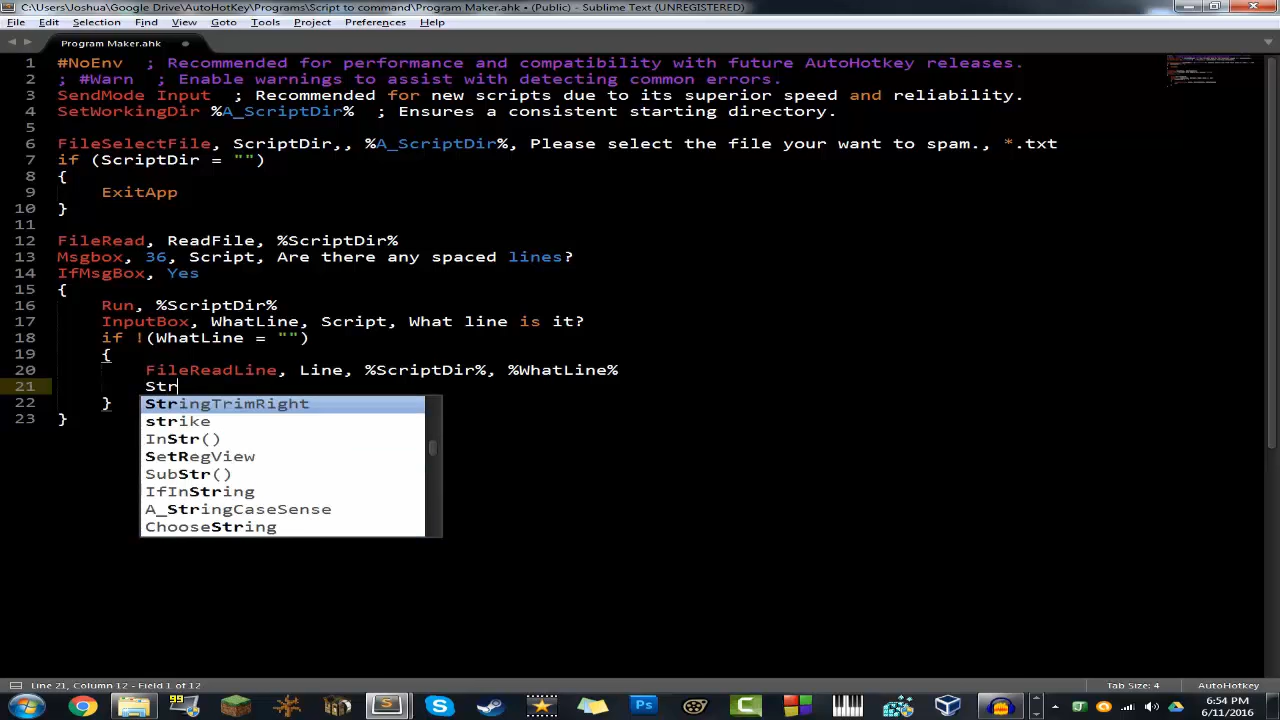 C:\Users\Joshua\Google Drive\AutoHotKey\Programs\Script to command\Program Maker.ahk • (Public) - Sublime Text (UNREGISTERED)
File Edit Selection Find View Goto Tools Project Preferences Help
Program Maker.ahk
1 #NoEnv ; Recommended for performance and compatibility with future AutoHotkey releases.
2 ; #Warn ; Enable warnings to assist with detecting common errors.
3 SendMode Input ; Recommended for new scripts due to its superior speed and reliability.
4 SetWorkingDir %A_ScriptDir% ; Ensures a consistent starting directory.
5
6 FileSelectFile, ScriptDir,, %A_ScriptDir%, Please select the file your want to spam., *.txt
7 if (ScriptDir = "")
8 {
9 ExitApp
10 }
11
12 FileRead, ReadFile, %ScriptDir%
13 Msgbox, 36, Script, Are there any spaced lines?
14 IfMsgBox, Yes
15 {
16 Run, %ScriptDir%
17 InputBox, WhatLine, Script, What line is it?
18 if !(WhatLine = "")
19 {
20 FileReadLine, Line, %ScriptDir%, %WhatLine%
21 Str
StringTrimRight
22 }
strike
23 }
InStr()
SetRegView
SubStr()
IfInString
A_StringCaseSense
ChooseString
Line 21, Column 12 - Field 1 of 12
Tab Size: 4
AutoHotkey
99
S
Ps
C
6:54 PM
6/11/2016